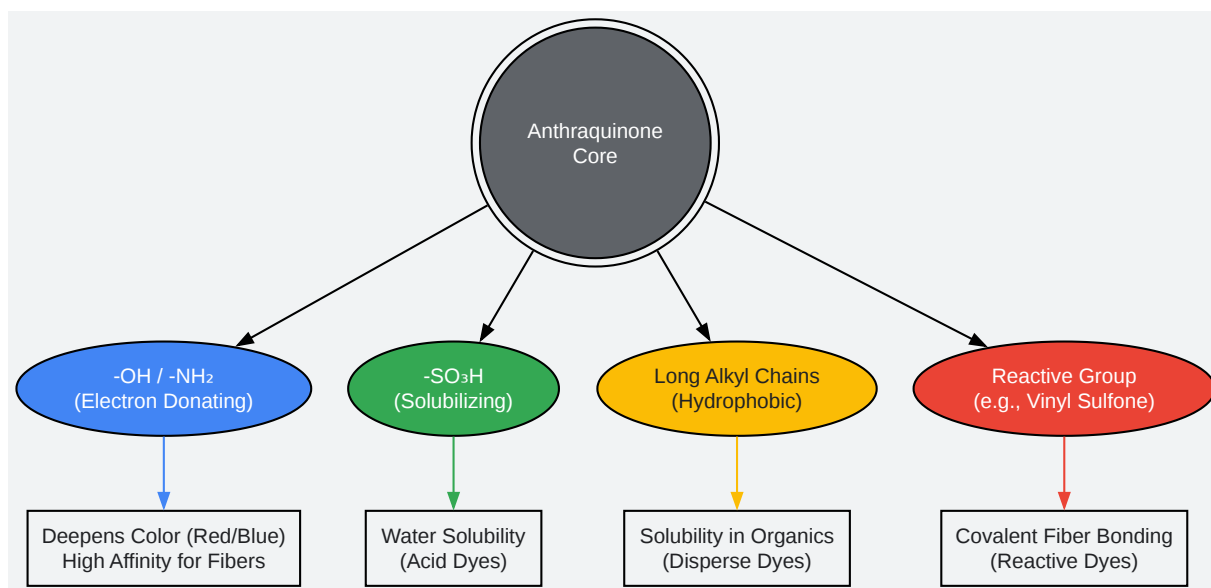 Anthraquinone
Core
-OH / -NH₂
(Electron Donating)
-SO₃H
(Solubilizing)
Long Alkyl Chains
(Hydrophobic)
Reactive Group
(e.g., Vinyl Sulfone)
Deepens Color (Red/Blue)
High Affinity for Fibers
Water Solubility
(Acid Dyes)
Solubility in Organics
(Disperse Dyes)
Covalent Fiber Bonding
(Reactive Dyes)